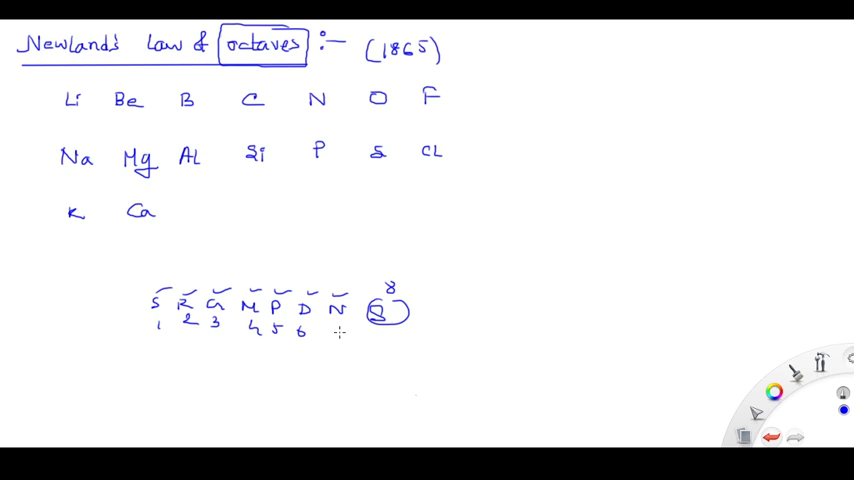 Newland's Law of octaves :- (1865)
Li Be B C N O F
Na Mg AL Si P S CL
K Ca
8
S R G M P D N S
1 2 3 4 5 6